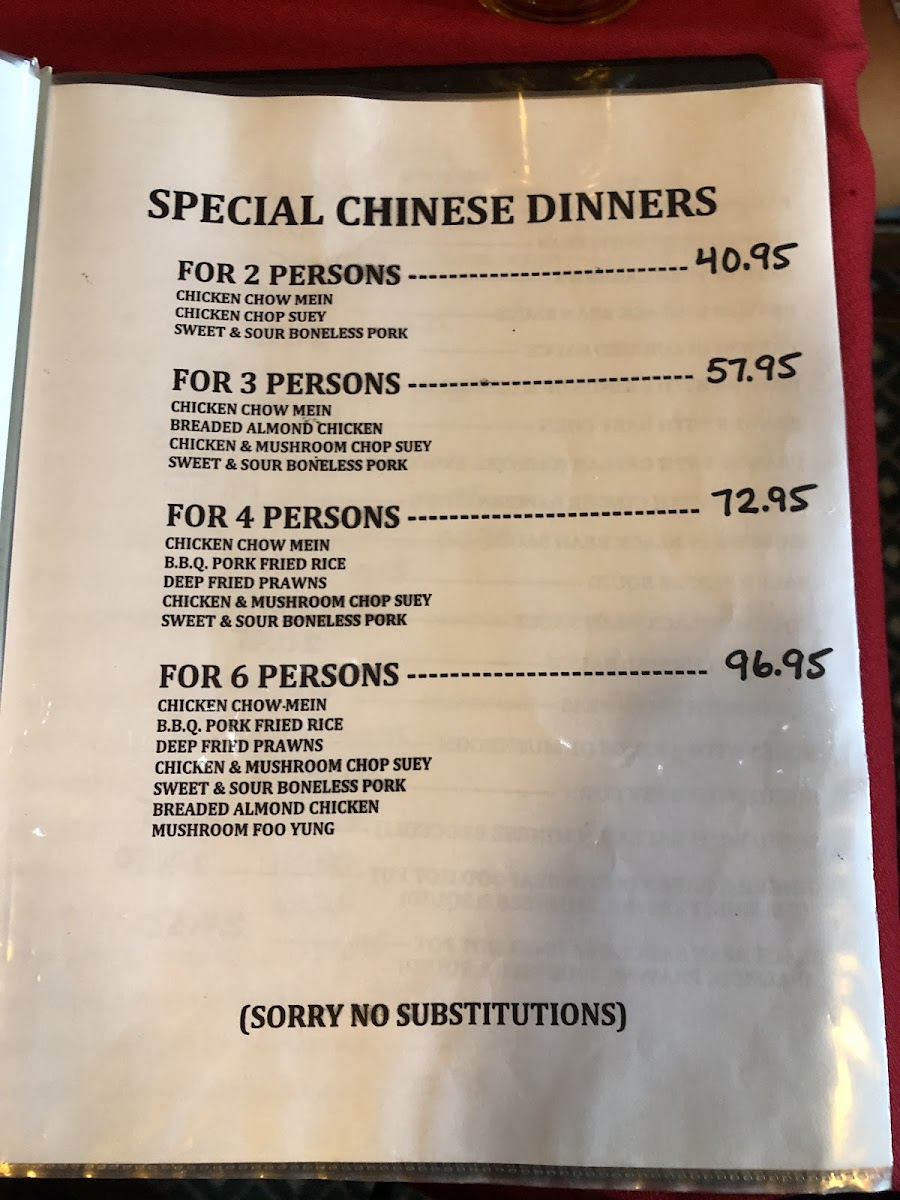 SPECIAL CHINESE DINNERS
FOR 2 PERSONS ---------------------------- 40.95
CHICKEN CHOW MEIN
CHICKEN CHOP SUEY
SWEET & SOUR BONELESS PORK
FOR 3 PERSONS ---------------------------- 57.95
CHICKEN CHOW MEIN
BREADED ALMOND CHICKEN
CHICKEN & MUSHROOM CHOP SUEY
SWEET & SOUR BONELESS PORK
FOR 4 PERSONS ----------------------------- 72.95
CHICKEN CHOW MEIN
B.B.Q. PORK FRIED RICE
DEEP FRIED PRAWNS
CHICKEN & MUSHROOM CHOP SUEY
SWEET & SOUR BONELESS PORK
FOR 6 PERSONS ----------------------------- 96.95
CHICKEN CHOW-MEIN
B.B.Q. PORK FRIED RICE
DEEP FRIED PRAWNS
CHICKEN & MUSHROOM CHOP SUEY
SWEET & SOUR BONELESS PORK
BREADED ALMOND CHICKEN
MUSHROOM FOO YUNG
(SORRY NO SUBSTITUTIONS)